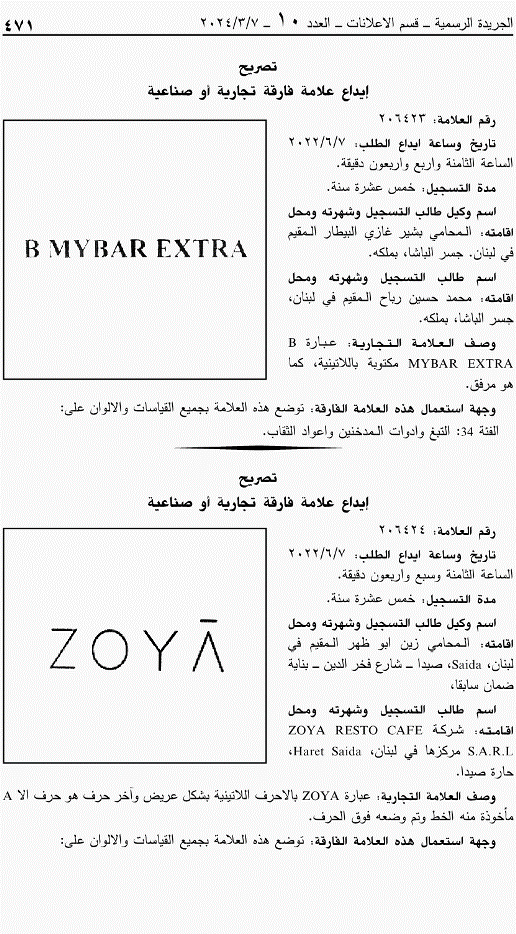 الجريدة الرسمية ــ قسم الاعلانات ــ العدد ١٠ ــ ٢٠٢٤/٣/٧
٤٧١
تصريح
إيداع علامة فارقة تجارية أو صناعية
رقم العلامة: ٢٠٦٤٢٣
تاريخ وساعة ايداع الطلب: ٢٠٢٢/٦/٧
الساعة الثامنة واربع واربعون دقيقة.
مدة التسجيل: خمس عشرة سنة.
اسم وكيل طالب التسجيل وشهرته ومحل
اقامته: المحامي بشير غازي البيطار المقيم
في لبنان. جسر الباشا، بملكه.
اسم طالب التسجيل وشهرته ومحل
اقامته: محمد حسين رباح المقيم في لبنان،
جسر الباشا، بملكه.
وصف العلامة التجارية: عبارة B
MYBAR EXTRA مكتوبة باللاتينية، كما
هو مرفق.
B MYBAR EXTRA
وجهة استعمال هذه العلامة الفارقة: توضع هذه العلامة بجميع القياسات والالوان على:
الفئة 34: التبغ وادوات المدخنين واعواد الثقاب.
تصريح
إيداع علامة فارقة تجارية أو صناعية
رقم العلامة: ٢٠٦٤٢٤
تاريخ وساعة ايداع الطلب: ٢٠٢٢/٦/٧
الساعة الثامنة وسبع واربعون دقيقة.
مدة التسجيل: خمس عشرة سنة.
اسم وكيل طالب التسجيل وشهرته ومحل
اقامته: المحامي زين ابو ظهر المقيم في
لبنان، Saida، صيدا ــ شارع فخر الدين ــ بناية
ضمان سابقا،
اسم طالب التسجيل وشهرته ومحل
اقامته: شركة ZOYA RESTO CAFE
S.A.R.L مركزها في لبنان، Haret Saida،
حارة صيدا.
ZOYĀ
وصف العلامة التجارية: عبارة ZOYA بالاحرف اللاتينية بشكل عريض وآخر حرف هو حرف الا A
مأخوذة منه الخط وتم وضعه فوق الحرف.
وجهة استعمال هذه العلامة الفارقة: توضع هذه العلامة بجميع القياسات والالوان على: